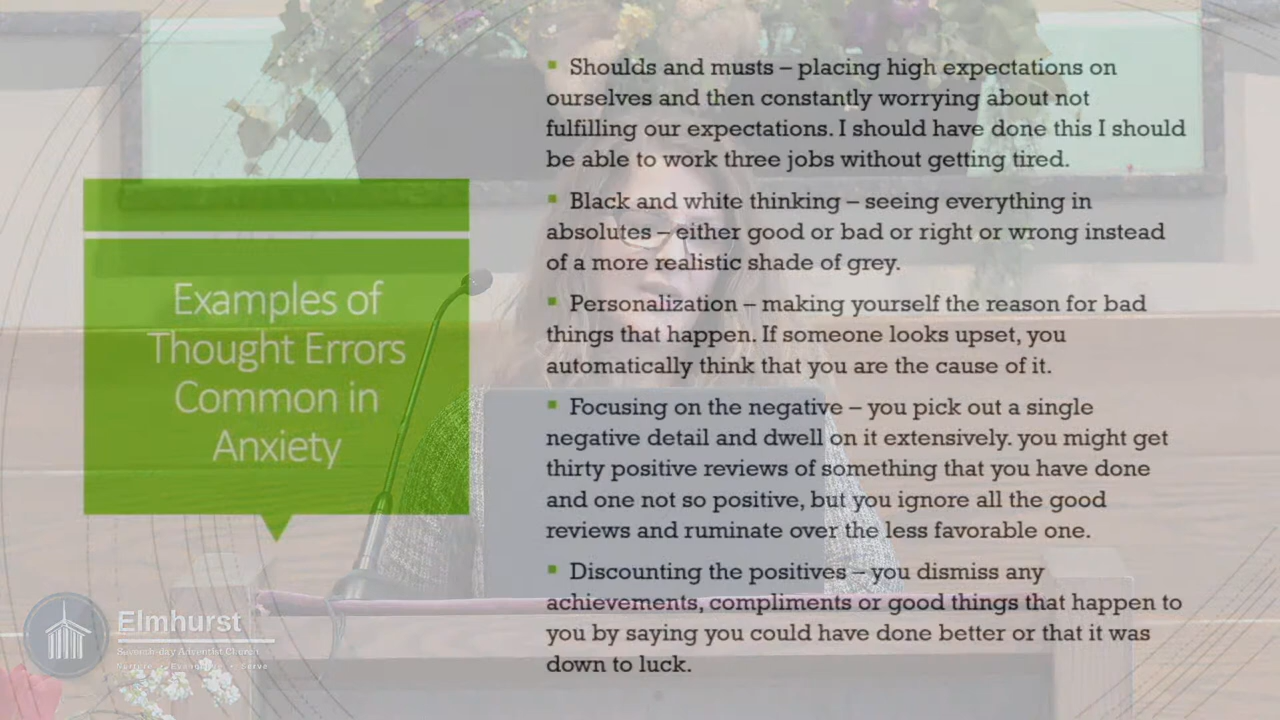 Examples of
Thought Errors
Common in
Anxiety
Shoulds and musts – placing high expectations on
ourselves and then constantly worrying about not
fulfilling our expectations. I should have done this I should
be able to work three jobs without getting tired.
Black and white thinking – seeing everything in
absolutes – either good or bad or right or wrong instead
of a more realistic shade of grey.
Personalization – making yourself the reason for bad
things that happen. If someone looks upset, you
automatically think that you are the cause of it.
Focusing on the negative – you pick out a single
negative detail and dwell on it extensively. you might get
thirty positive reviews of something that you have done
and one not so positive, but you ignore all the good
reviews and ruminate over the less favorable one.
Discounting the positives – you dismiss any
achievements, compliments or good things that happen to
you by saying you could have done better or that it was
down to luck.
Elmhurst
Seventh-day Adventist Church
Nurture • Evangelize • Serve